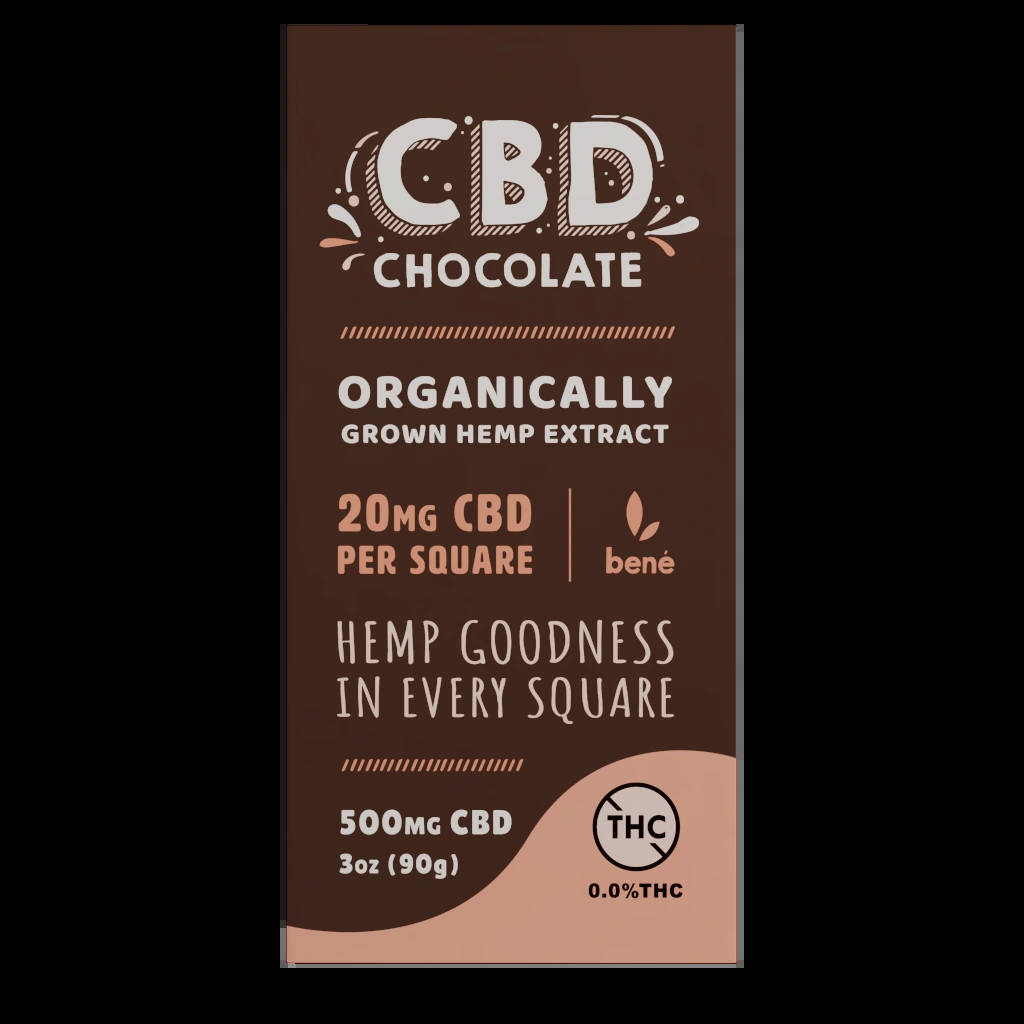 CBD
CHOCOLATE
ORGANICALLY
GROWN HEMP EXTRACT
20MG CBD
PER SQUARE
bené
HEMP GOODNESS
IN EVERY SQUARE
500MG CBD
3oz (90g)
THC
0.0%THC